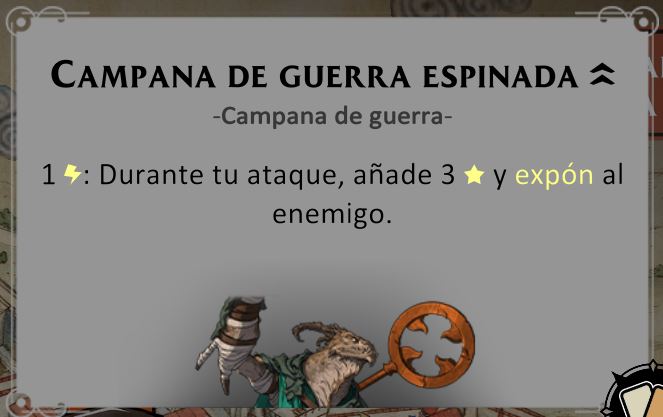 CAMPANA DE GUERRA ESPINADA
-Campana de guerra-
1 : Durante tu ataque, añade 3 y expón al
enemigo.